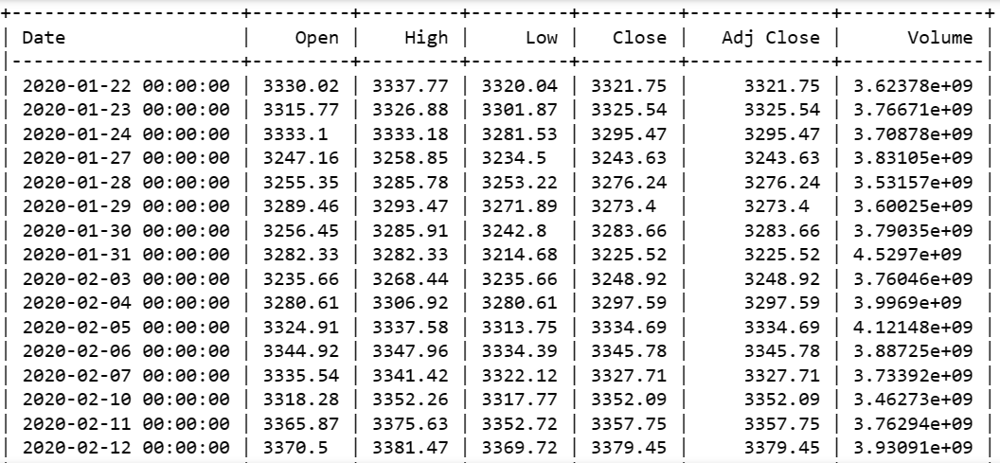 +---------------------+---------+---------+---------+---------+-------------+-------------+
| Date                |    Open |    High |     Low |   Close |   Adj Close |      Volume |
|---------------------+---------+---------+---------+---------+-------------+-------------|
| 2020-01-22 00:00:00 | 3330.02 | 3337.77 | 3320.04 | 3321.75 |     3321.75 | 3.62378e+09 |
| 2020-01-23 00:00:00 | 3315.77 | 3326.88 | 3301.87 | 3325.54 |     3325.54 | 3.76671e+09 |
| 2020-01-24 00:00:00 | 3333.1  | 3333.18 | 3281.53 | 3295.47 |     3295.47 | 3.70878e+09 |
| 2020-01-27 00:00:00 | 3247.16 | 3258.85 | 3234.5  | 3243.63 |     3243.63 | 3.83105e+09 |
| 2020-01-28 00:00:00 | 3255.35 | 3285.78 | 3253.22 | 3276.24 |     3276.24 | 3.53157e+09 |
| 2020-01-29 00:00:00 | 3289.46 | 3293.47 | 3271.89 | 3273.4  |     3273.4  | 3.60025e+09 |
| 2020-01-30 00:00:00 | 3256.45 | 3285.91 | 3242.8  | 3283.66 |     3283.66 | 3.79035e+09 |
| 2020-01-31 00:00:00 | 3282.33 | 3282.33 | 3214.68 | 3225.52 |     3225.52 | 4.5297e+09  |
| 2020-02-03 00:00:00 | 3235.66 | 3268.44 | 3235.66 | 3248.92 |     3248.92 | 3.76046e+09 |
| 2020-02-04 00:00:00 | 3280.61 | 3306.92 | 3280.61 | 3297.59 |     3297.59 | 3.9969e+09  |
| 2020-02-05 00:00:00 | 3324.91 | 3337.58 | 3313.75 | 3334.69 |     3334.69 | 4.12148e+09 |
| 2020-02-06 00:00:00 | 3344.92 | 3347.96 | 3334.39 | 3345.78 |     3345.78 | 3.88725e+09 |
| 2020-02-07 00:00:00 | 3335.54 | 3341.42 | 3322.12 | 3327.71 |     3327.71 | 3.73392e+09 |
| 2020-02-10 00:00:00 | 3318.28 | 3352.26 | 3317.77 | 3352.09 |     3352.09 | 3.46273e+09 |
| 2020-02-11 00:00:00 | 3365.87 | 3375.63 | 3352.72 | 3357.75 |     3357.75 | 3.76294e+09 |
| 2020-02-12 00:00:00 | 3370.5  | 3381.47 | 3369.72 | 3379.45 |     3379.45 | 3.93091e+09 |